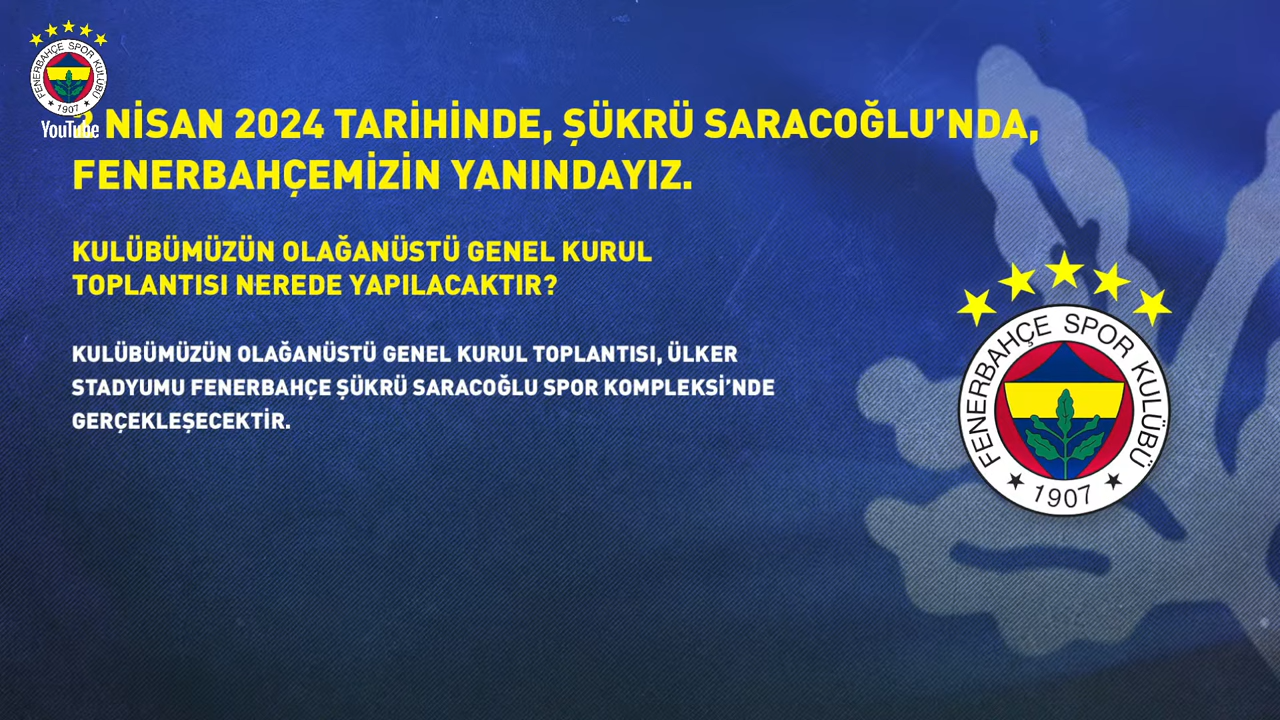 FENERBAHÇE SPOR KULÜBÜ
1907
YouTube
NİSAN 2024 TARİHİNDE, ŞÜKRÜ SARACOĞLU'NDA,
FENERBAHÇEMİZİN YANINDAYIZ.
KULÜBÜMÜZÜN OLAĞANÜSTÜ GENEL KURUL
TOPLANTISI NEREDE YAPILACAKTIR?
KULÜBÜMÜZÜN OLAĞANÜSTÜ GENEL KURUL TOPLANTISI, ÜLKER
STADYUMU FENERBAHÇE ŞÜKRÜ SARACOĞLU SPOR KOMPLEKSİ'NDE
GERÇEKLEŞECEKTİR.
FENERBAHÇE SPOR KULÜBÜ
1907